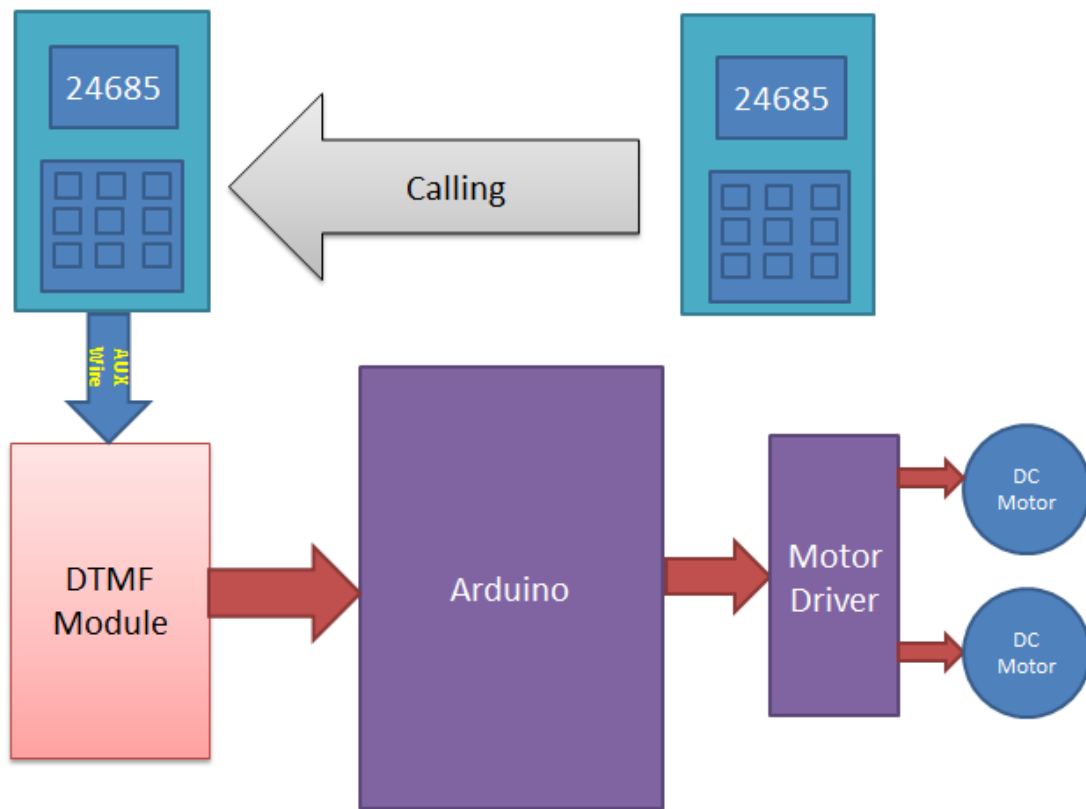 24685
24685
Calling
AUX
Wire
DTMF
Module
Arduino
Motor
Driver
DC
Motor
DC
Motor